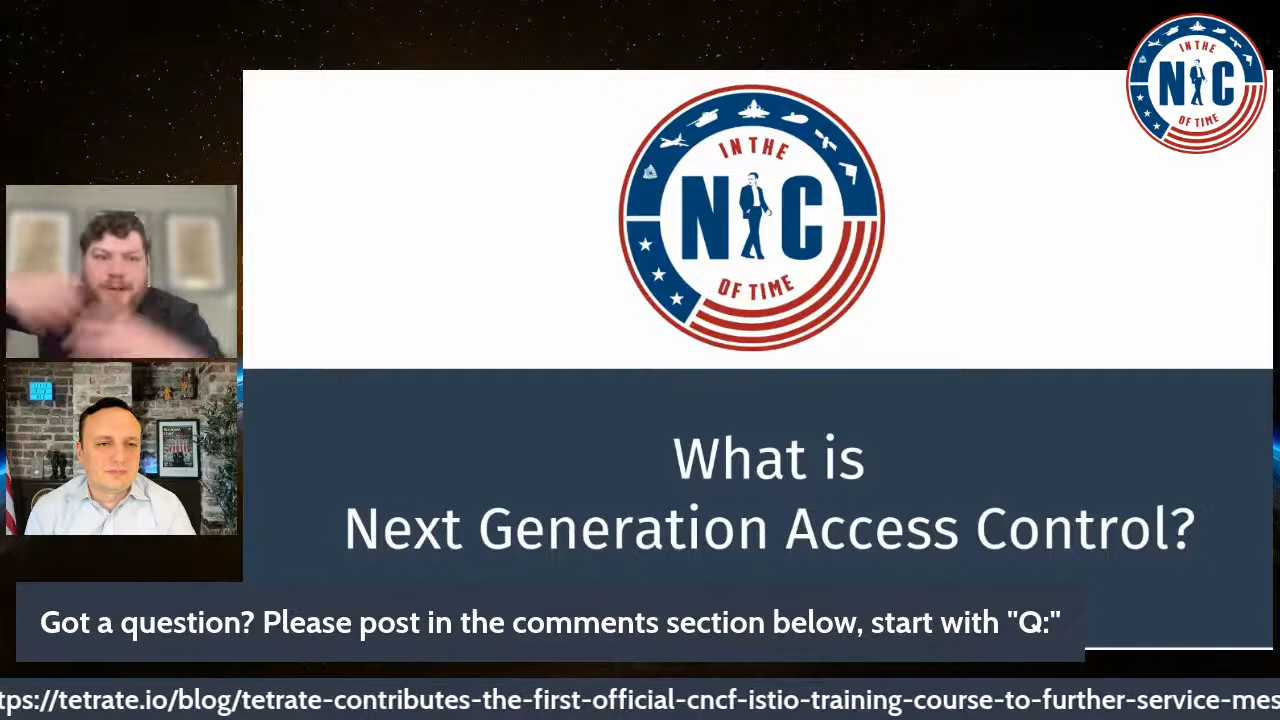 IN THE
NIC
OF TIME
IN THE
NIC
OF TIME
What is
Next Generation Access Control?
Got a question? Please post in the comments section below, start with "Q:"
tps://tetrate.io/blog/tetrate-contributes-the-first-official-cncf-istio-training-course-to-further-service-mes